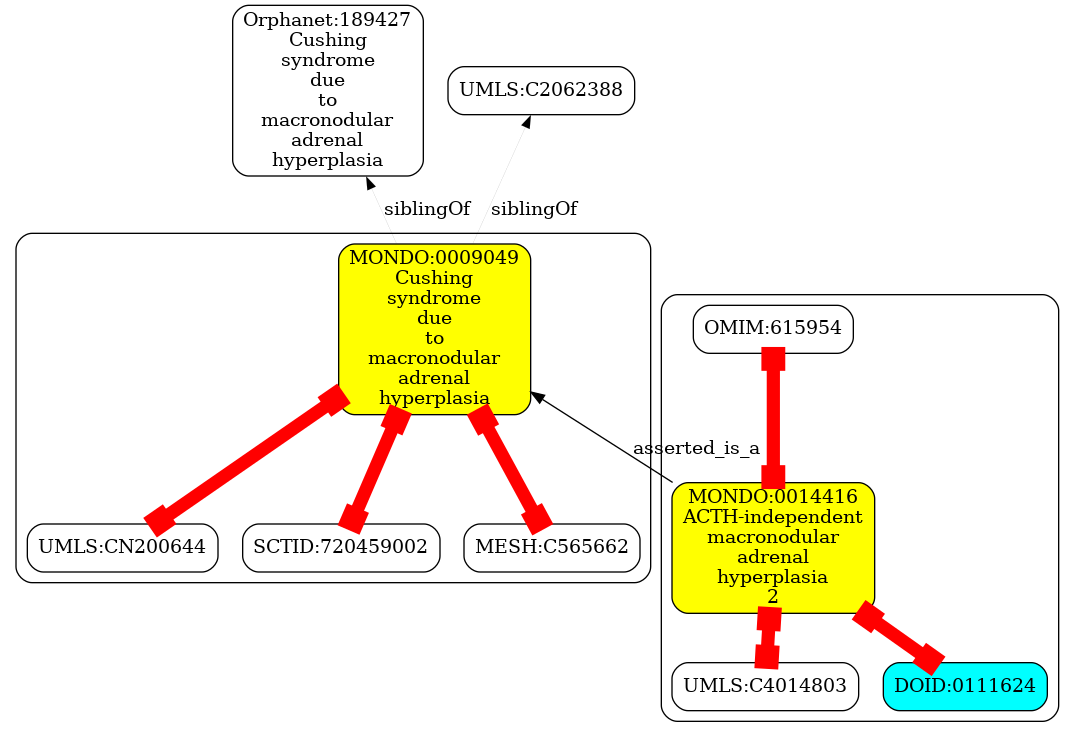 Orphanet:189427
Cushing
syndrome
due
to
macronodular
adrenal
hyperplasia
UMLS:C2062388
siblingOf
siblingOf
MONDO:0009049
Cushing
syndrome
due
to
macronodular
adrenal
hyperplasia
OMIM:615954
asserted_is_a
MONDO:0014416
ACTH-independent
macronodular
adrenal
hyperplasia
2
UMLS:CN200644
SCTID:720459002
MESH:C565662
UMLS:C4014803
DOID:0111624